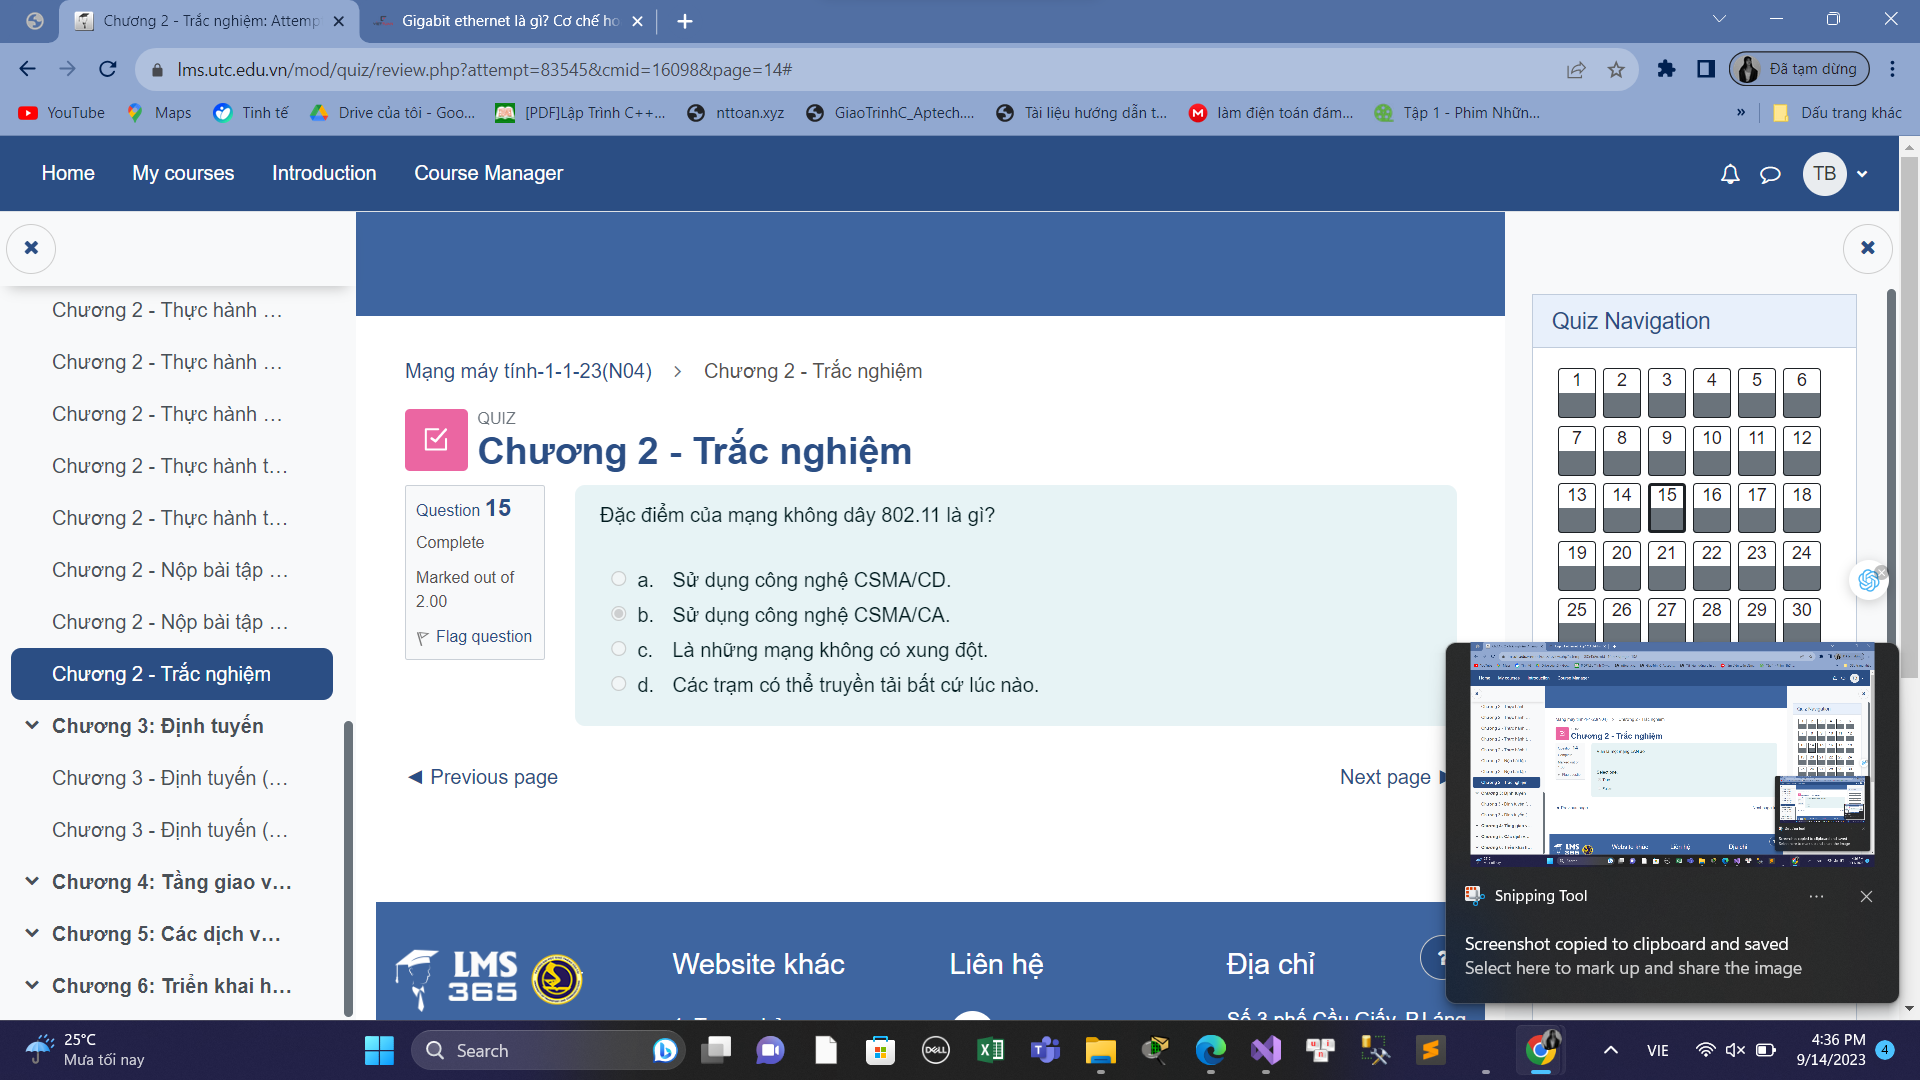 Chương 2 - Trắc nghiệm: Attemp
Gigabit ethernet là gì? Cơ chế ho
lms.utc.edu.vn/mod/quiz/review.php?attempt=83545&cmid=16098&page=14#
Đã tạm dừng
YouTube
Maps
Tinh tế
Drive của tôi - Goo...
[PDF]Lập Trình C++...
nttoan.xyz
GiaoTrinhC_Aptech....
Tài liệu hướng dẫn t...
làm điện toán đám...
Tập 1 - Phim Nhữn...
»
Dấu trang khác
Home
My courses
Introduction
Course Manager
TB
Chương 2 - Thực hành ...
Chương 2 - Thực hành ...
Chương 2 - Thực hành ...
Chương 2 - Thực hành t...
Chương 2 - Thực hành t...
Chương 2 - Nộp bài tập ...
Chương 2 - Nộp bài tập ...
Chương 2 - Trắc nghiệm
Chương 3: Định tuyến
Chương 3 - Định tuyến (...
Chương 3 - Định tuyến (...
Chương 4: Tầng giao v...
Chương 5: Các dịch v...
Chương 6: Triển khai h...
Mạng máy tính-1-1-23(N04) > Chương 2 - Trắc nghiệm
QUIZ
Chương 2 - Trắc nghiệm
Question 15
Complete
Marked out of
2.00
Flag question
Đặc điểm của mạng không dây 802.11 là gì?
a. Sử dụng công nghệ CSMA/CD.
b. Sử dụng công nghệ CSMA/CA.
c. Là những mạng không có xung đột.
d. Các trạm có thể truyền tải bất cứ lúc nào.
◄ Previous page
Next page
Quiz Navigation
1 2 3 4 5 6
7 8 9 10 11 12
13 14 15 16 17 18
19 20 21 22 23 24
25 26 27 28 29 30
Chương 2 - Trắc nghiệm
Snipping Tool
Screenshot copied to clipboard and saved
Select here to mark up and share the image
LMS
365
Website khác
Liên hệ
Địa chỉ
?
Số 3 phố Cầu Giấy, P.Láng
25°C
Mưa tối nay
Search
DELL
VIE
4:36 PM
9/14/2023
4